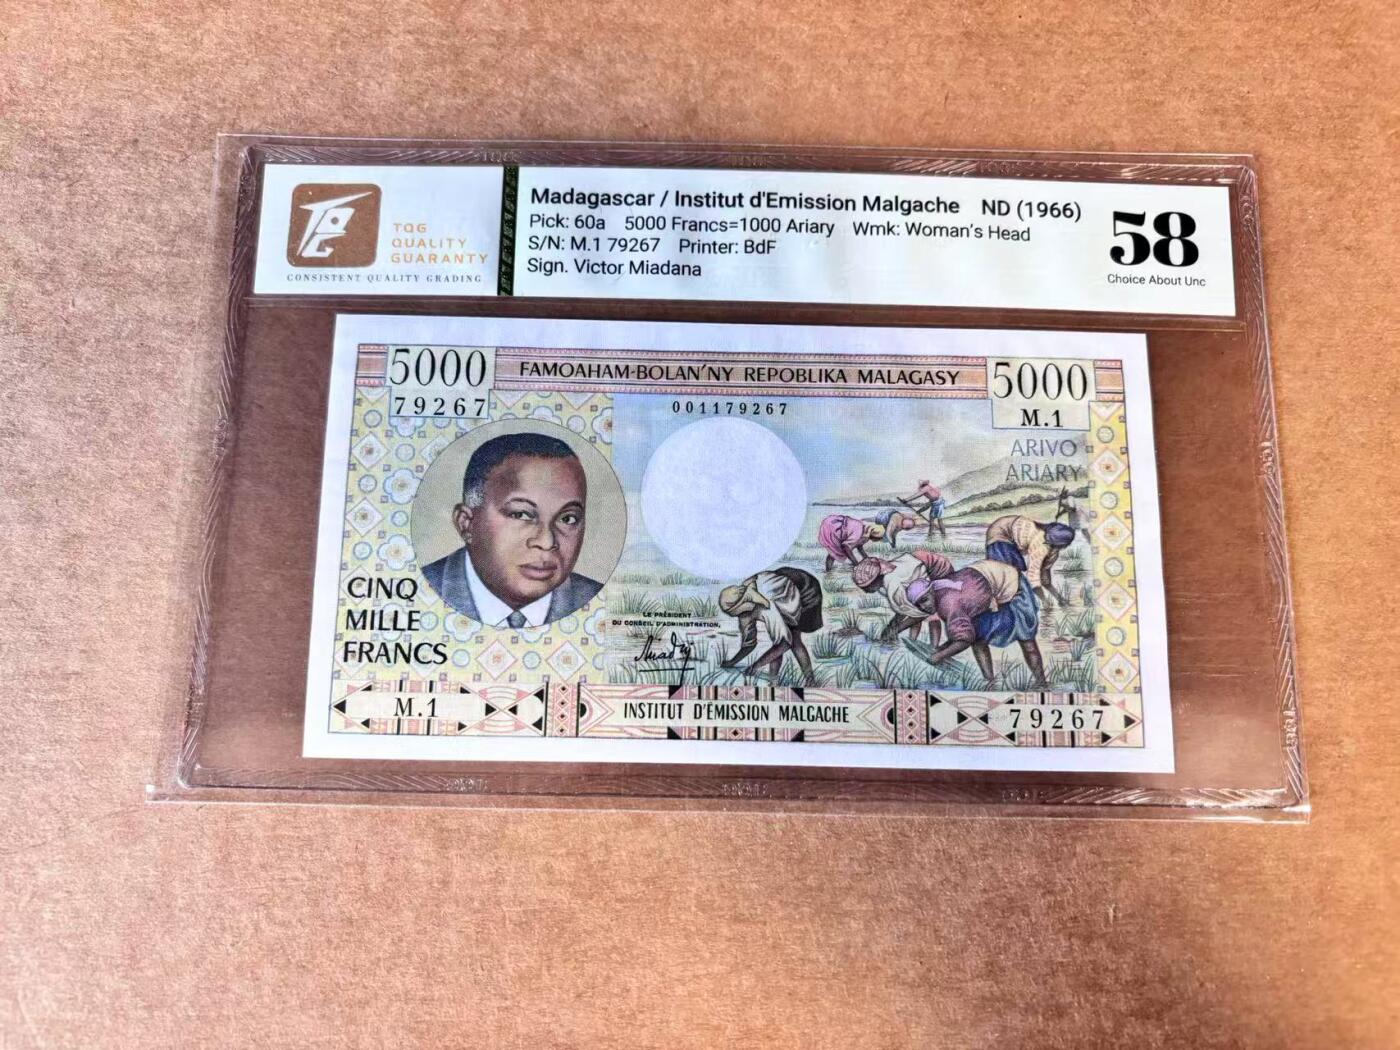 TQG
QUALITY
GUARANTY
CONSISTENT QUALITY GRADING
Madagascar / Institut d'Emission Malgache ND (1966)
Pick: 60a 5000 Francs=1000 Ariary Wmk: Woman's Head
S/N: M.1 79267 Printer: BdF
Sign. Victor Miadana
58
Choice About Unc
5000
FAMOAHAM-BOLAN'NY REPOBLIKA MALAGASY
5000
79267
001179267
M.1
ARIVO
ARIARY
CINQ
MILLE
FRANCS
LE PRÉSIDENT
DU CONSEIL D'ADMINISTRATION,
M.1
INSTITUT D'ÉMISSION MALGACHE
79267